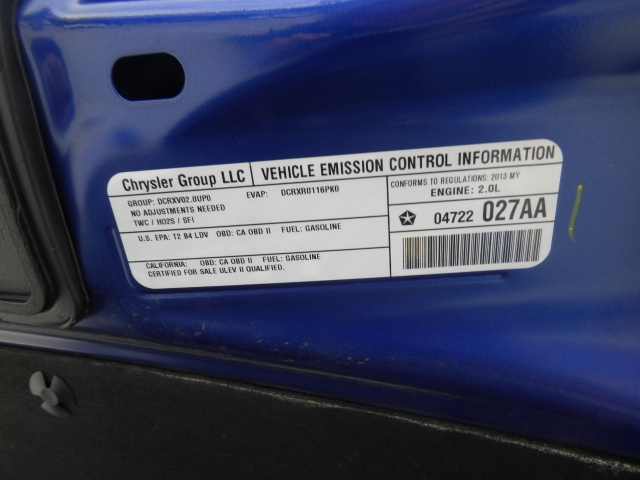 Chrysler Group LLC
VEHICLE EMISSION CONTROL INFORMATION
GROUP: DCRXV02.0UP0 EVAP: DCRXR0116PK0
NO ADJUSTMENTS NEEDED
TWC / HO2S / SFI
CONFORMS TO REGULATIONS: 2013 MY
ENGINE: 2.0L
U.S. EPA: T2 B4 LDV OBD: CA OBD II FUEL: GASOLINE
04722 027AA
CALIFORNIA: OBD: CA OBD II FUEL: GASOLINE
CERTIFIED FOR SALE ULEV II QUALIFIED.